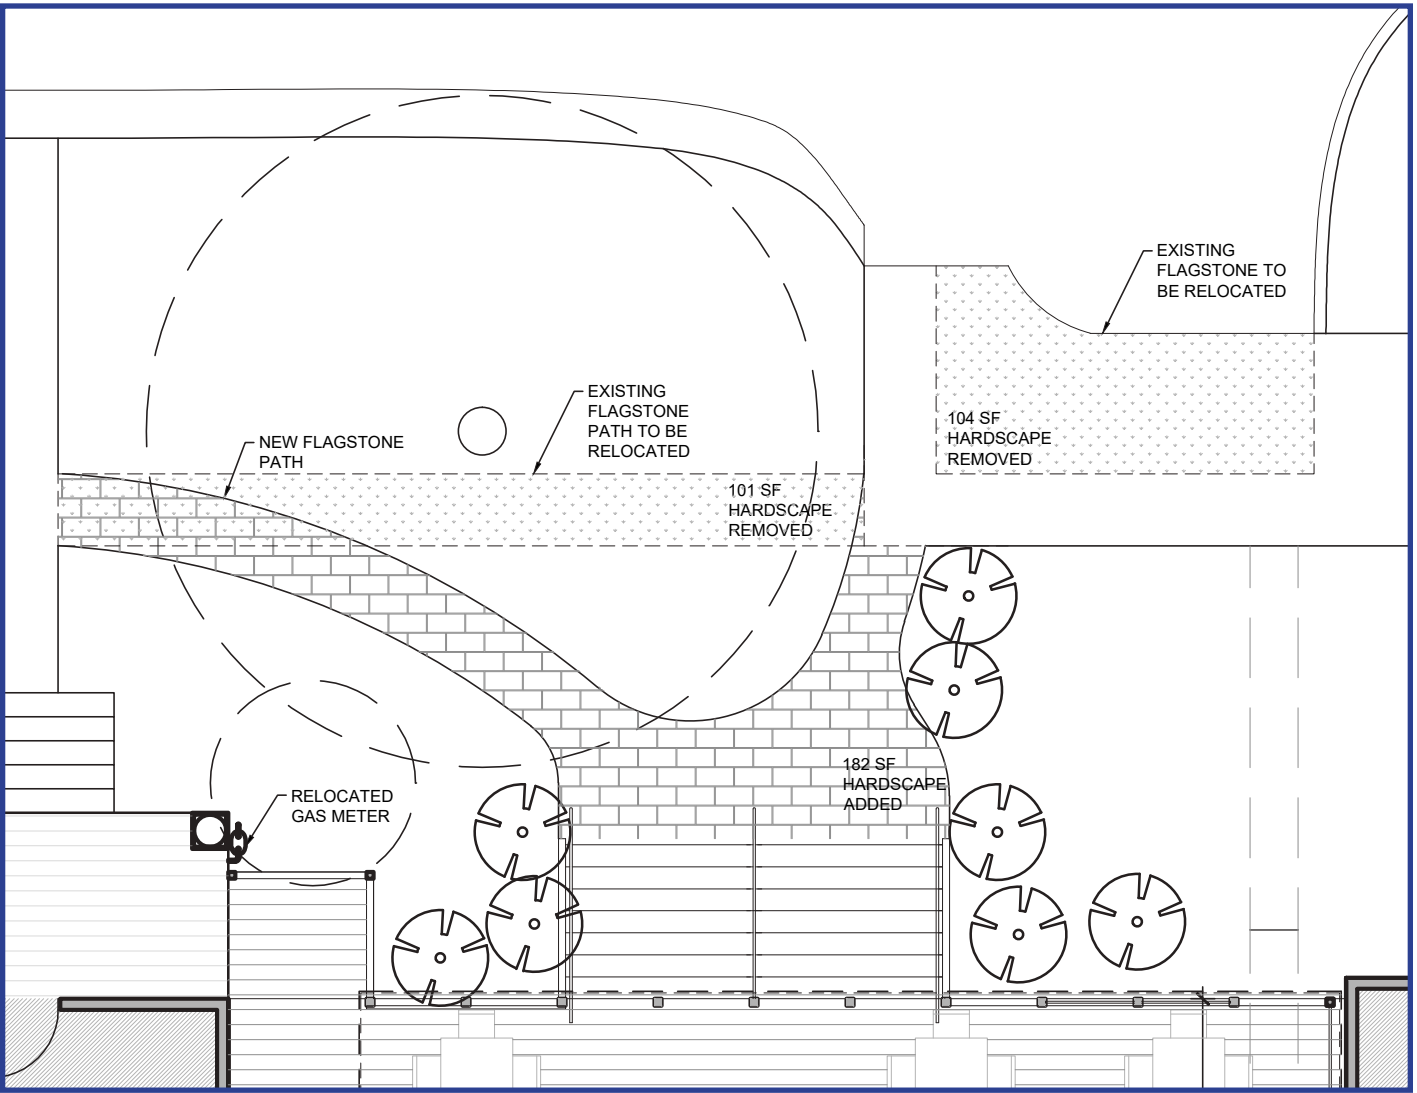 EXISTING
FLAGSTONE TO
BE RELOCATED
EXISTING
FLAGSTONE
PATH TO BE
RELOCATED
NEW FLAGSTONE
PATH
104 SF
HARDSCAPE
REMOVED
101 SF
HARDSCAPE
REMOVED
182 SF
HARDSCAPE
ADDED
RELOCATED
GAS METER